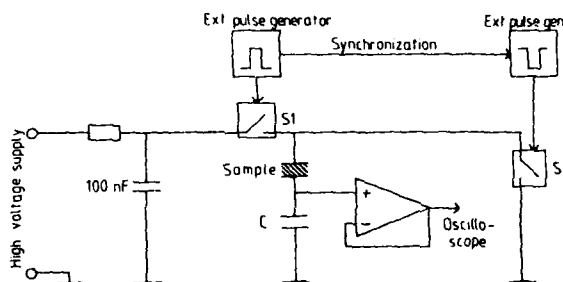 Ext pulse generator
Ext pulse gen
Synchronization
S1
High voltage supply
100 nF
Sample
C
+
-
S
Oscillo-
scope